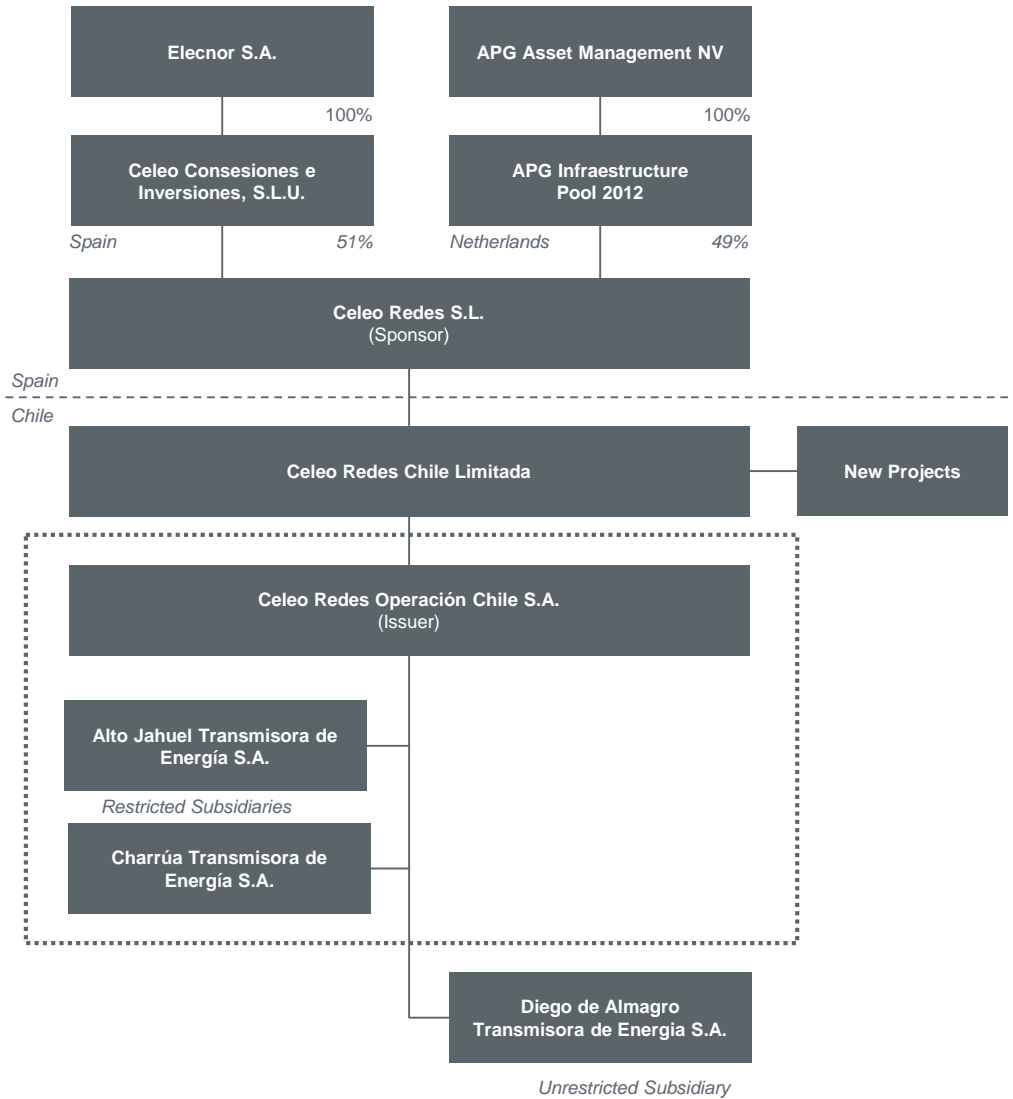 Elecnor S.A.
APG Asset Management NV
100%
100%
Celeo Consesiones e
Inversiones, S.L.U.
APG Infraestructure
Pool 2012
Spain
51%
Netherlands
49%
Celeo Redes S.L.
(Sponsor)
Spain
Chile
Celeo Redes Chile Limitada
New Projects
Celeo Redes Operación Chile S.A.
(Issuer)
Alto Jahuel Transmisora de
Energía S.A.
Restricted Subsidiaries
Charrúa Transmisora de
Energía S.A.
Diego de Almagro
Transmisora de Energia S.A.
Unrestricted Subsidiary